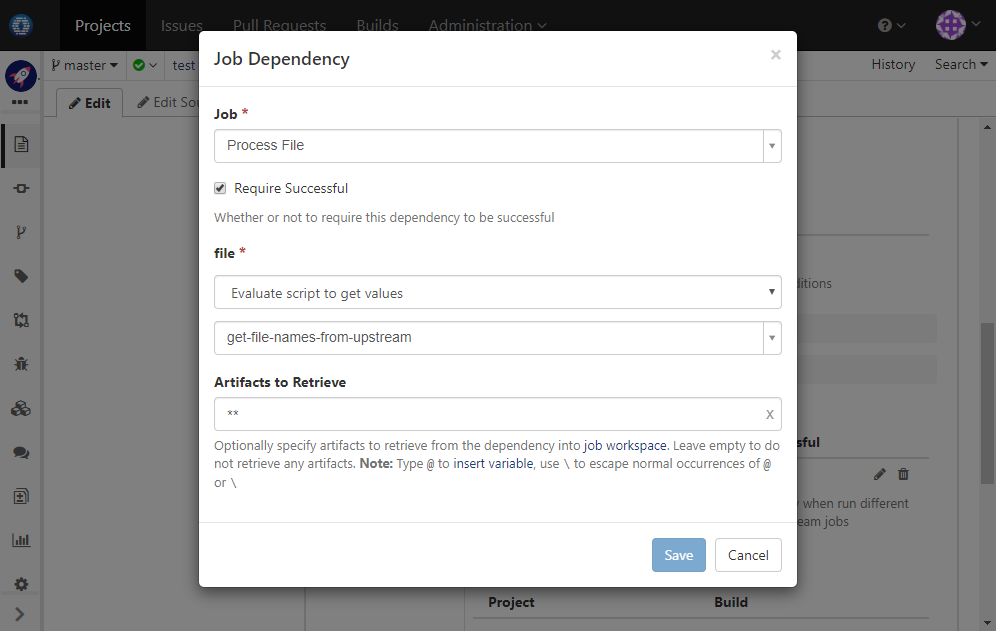 Projects Issues Pull Requests Builds Administration
master test History Search
Edit Edit Sou
Job Dependency ×
Job *
Process File
Require Successful
Whether or not to require this dependency to be successful
file *
Evaluate script to get values
get-file-names-from-upstream
Artifacts to Retrieve
** X
Optionally specify artifacts to retrieve from the dependency into job workspace. Leave empty to do
not retrieve any artifacts. Note: Type @ to insert variable, use \ to escape normal occurrences of @
or \
Save Cancel
ditions
sful
when run different
eam jobs
Project Build